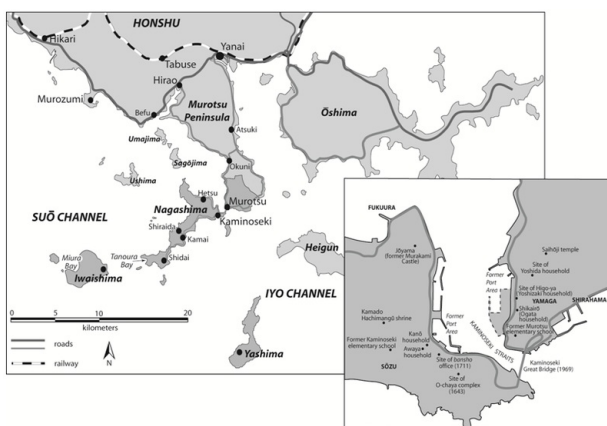 HONSHU
Hikari
Yanai
Tabuse
Hirao
Murozumi
Befu
Murotsu
Peninsula
Ōshima
Atsuki
Umajima
Sagōjima
Okuni
Ushima
Hetsu
Murotsu
Nagashima
Kaminoseki
SUŌ CHANNEL
Shiraida
Kamai
Heigun
Miura
Bay
Tanoura
Bay
Shidai
Iwaishima
IYO CHANNEL
0
10
20
kilometers
Yashima
roads
railway
N
FUKUURA
Jōyama
(former Murakami
Castle)
Saihōji temple
Site of
Yoshida household
Former
Port
Area
Site of Higo-ya
Yoshizaki household)
YAMAGA
SHIRAHAMA
Shikairō
(Ogata
household)
Former Murotsu
elementary school
Kamado
Hachimangū shrine
Former
Port
Area
KAMINOSEKI STRAITS
Kanō
household
Former Kaminoseki
elementary school
Awaya
household
SŌZU
Site of bansho
office (1711)
Site of
O-chaya complex
(1643)
Kaminoseki
Great Bridge (1969)